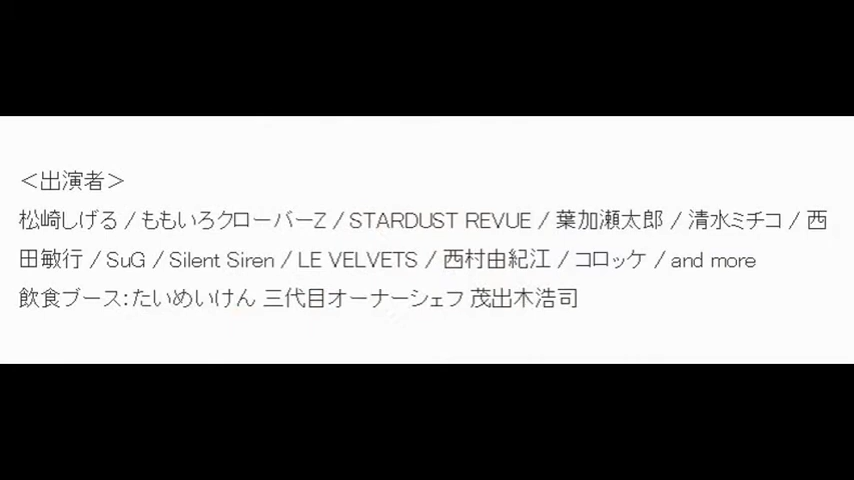 ＜出演者＞
松崎しげる / ももいろクローバーZ / STARDUST REVUE / 葉加瀬太郎 / 清水ミチコ / 西
田敏行 / SuG / Silent Siren / LE VELVETS / 西村由紀江 / コロッケ / and more
飲食ブース：たいめいけん 三代目オーナーシェフ 茂出木浩司